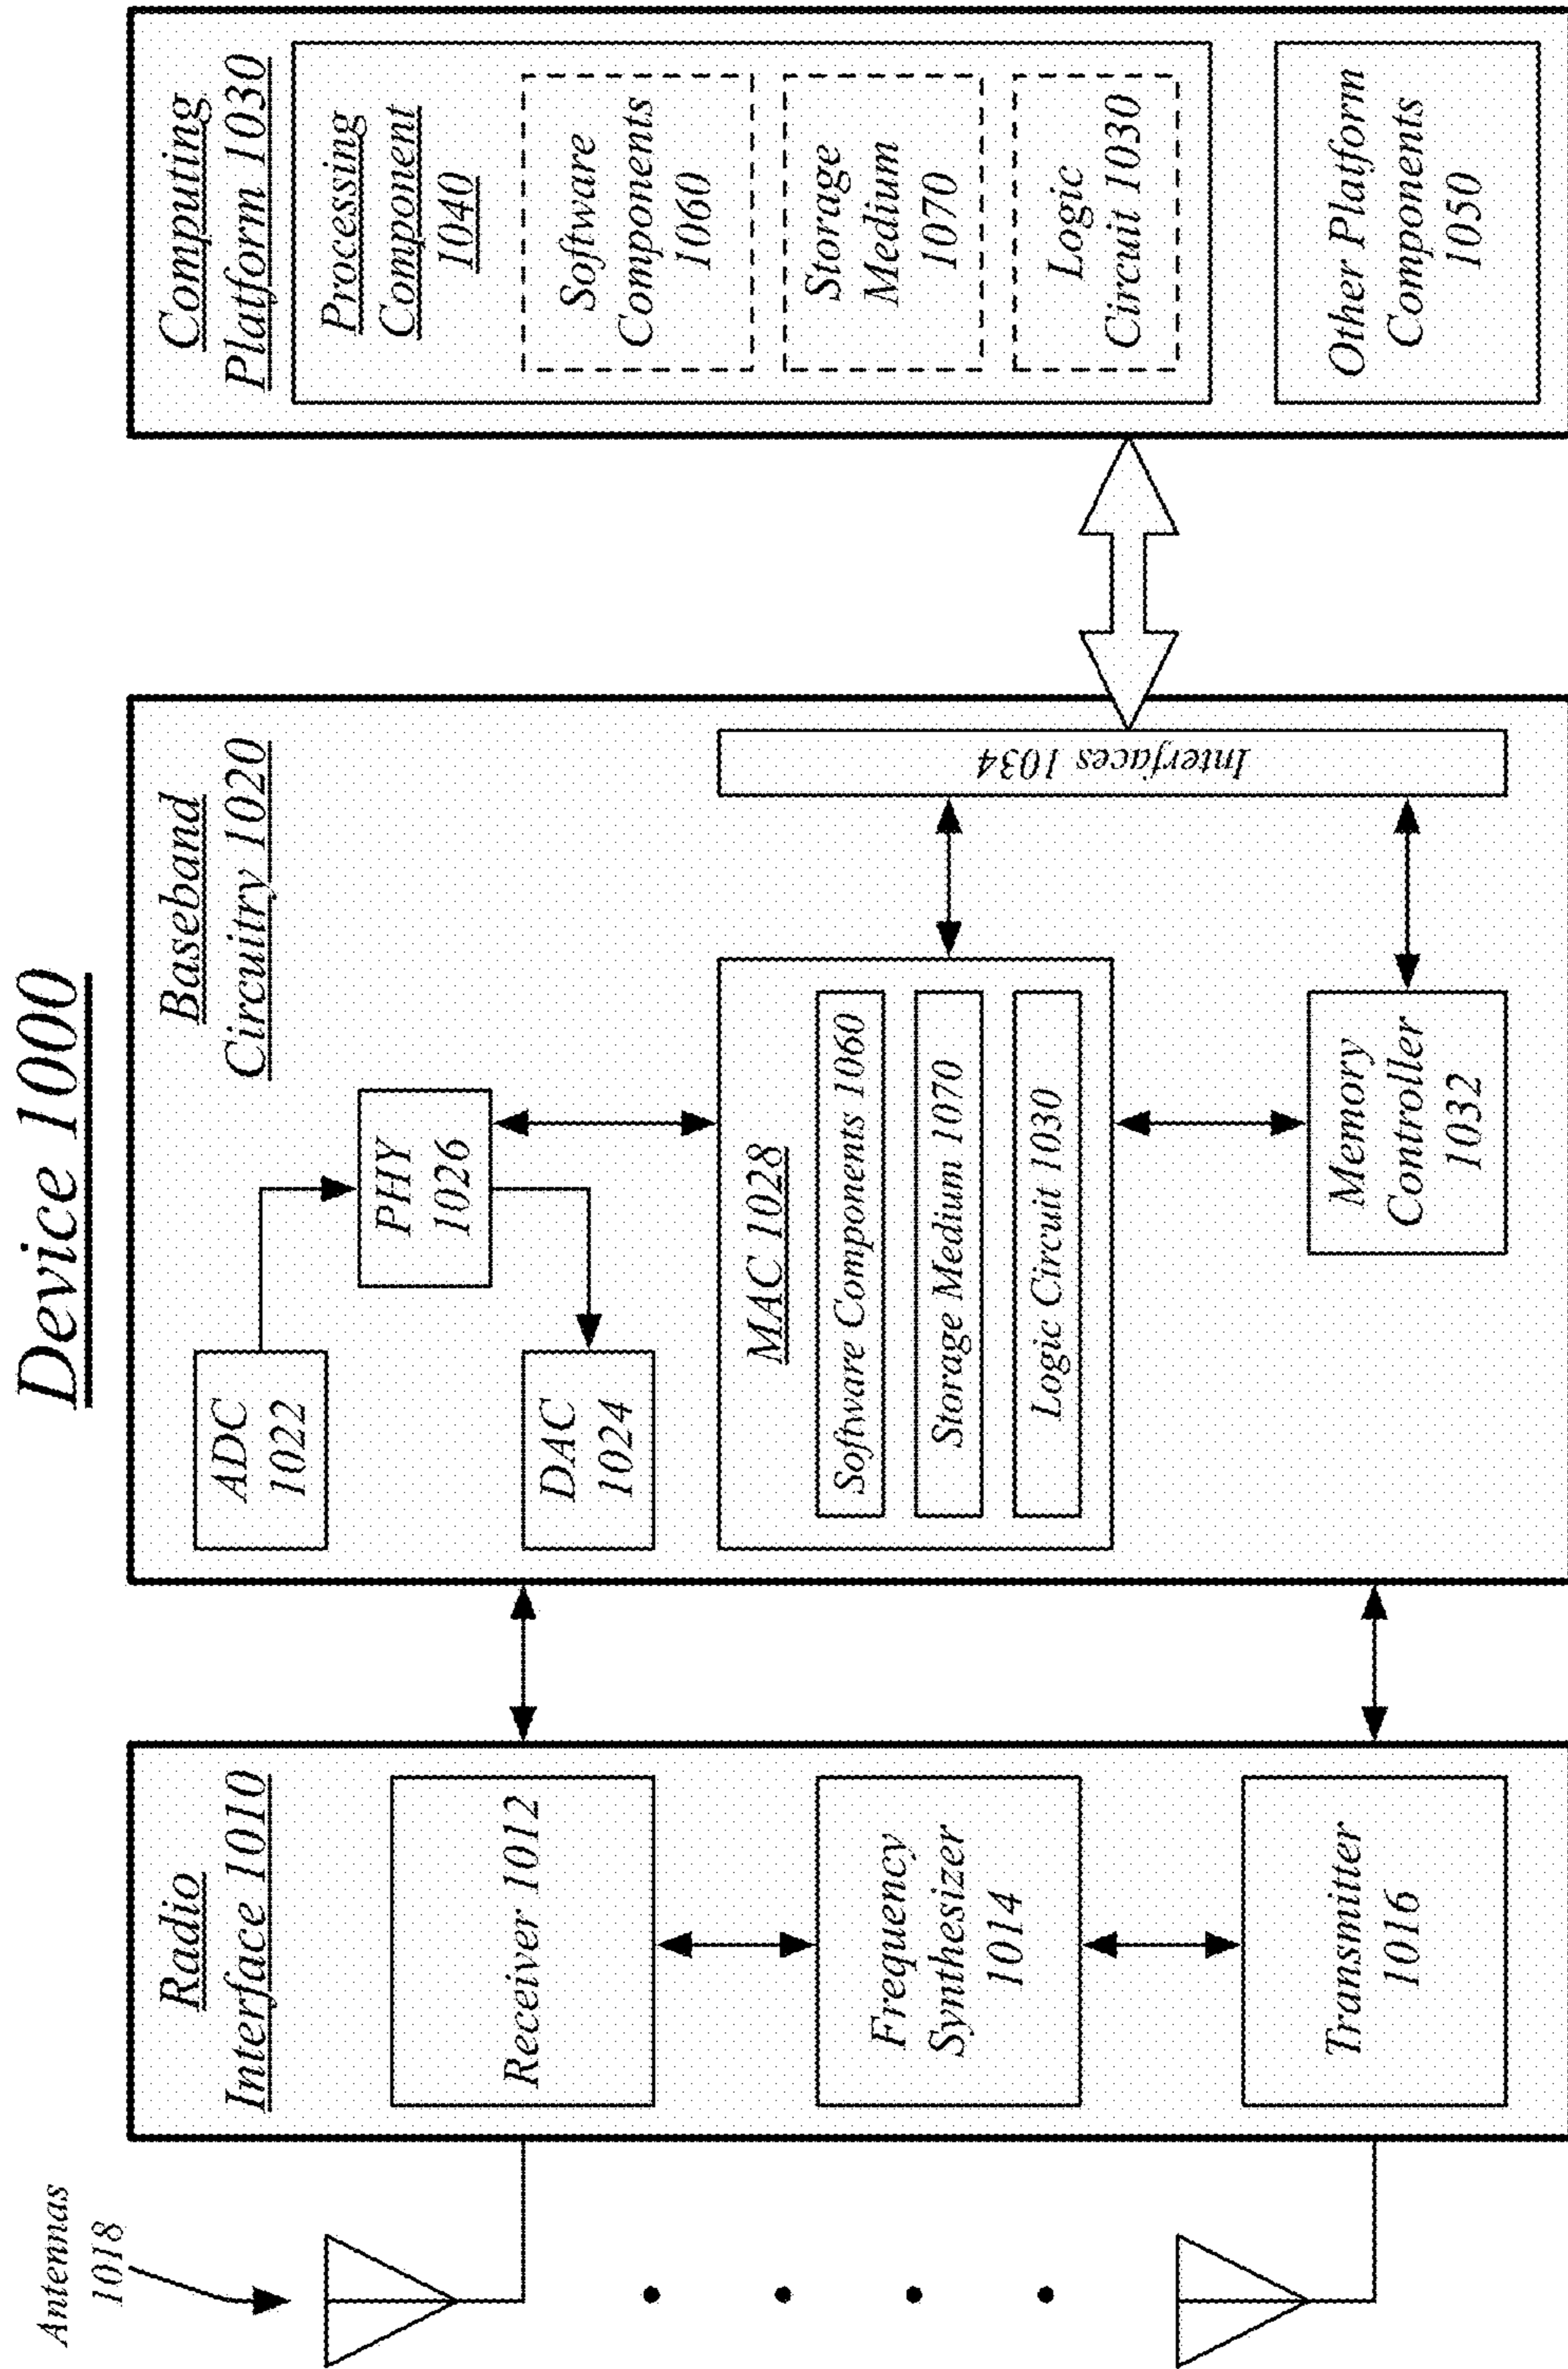 Device 1000
Antennas
1018
Radio
Interface 1010
Receiver 1012
Frequency
Synthesizer
1014
Transmitter
1016
Baseband
Circuitry 1020
ADC
1022
PHY
1026
DAC
1024
MAC 1028
Software Components 1060
Storage Medium 1070
Logic Circuit 1030
Memory
Controller
1032
Interfaces 1034
Computing
Platform 1030
Processing
Component
1040
Software
Components
1060
Storage
Medium
1070
Logic
Circuit 1030
Other Platform
Components
1050